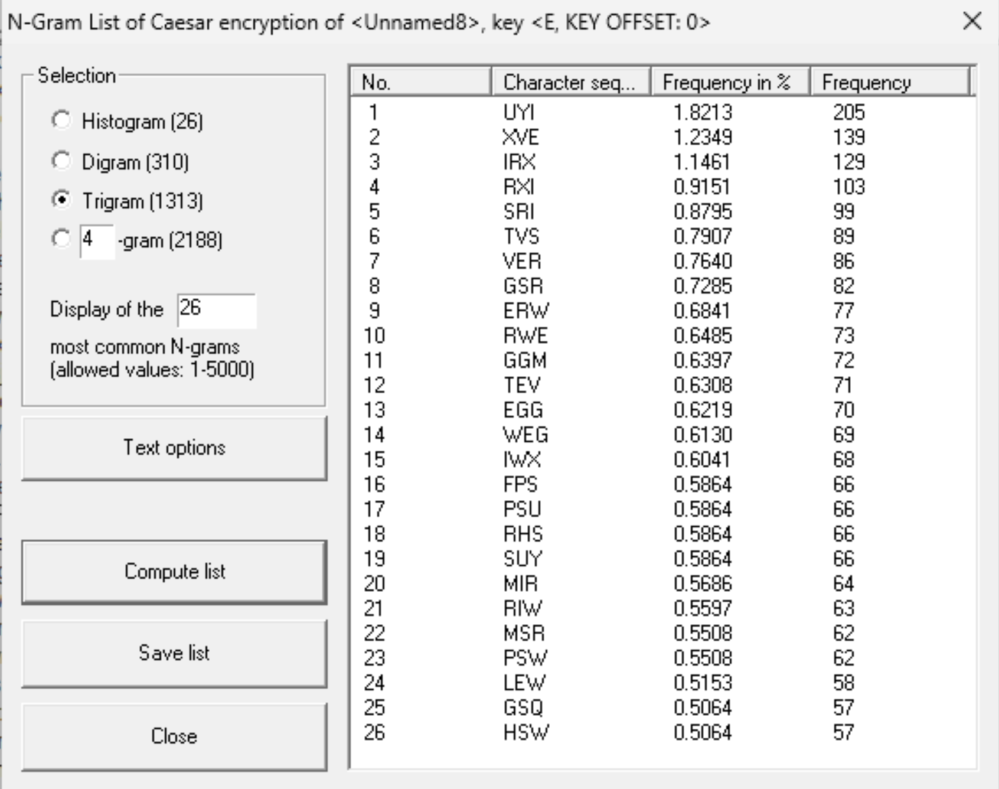 N-Gram List of Caesar encryption of <Unnamed8>, key <E, KEY OFFSET: 0>
Selection
Histogram (26)
Digram (310)
Trigram (1313)
4 -gram (2188)
Display of the 26
most common N-grams
(allowed values: 1-5000)
Text options
Compute list
Save list
Close
No. Character seq... Frequency in % Frequency
1 UYI 1.8213 205
2 XVE 1.2349 139
3 IRX 1.1461 129
4 RXI 0.9151 103
5 SRI 0.8795 99
6 TVS 0.7907 89
7 VER 0.7640 86
8 GSR 0.7285 82
9 ERW 0.6841 77
10 RWE 0.6485 73
11 GGM 0.6397 72
12 TEV 0.6308 71
13 EGG 0.6219 70
14 WEG 0.6130 69
15 IWX 0.6041 68
16 FPS 0.5864 66
17 PSU 0.5864 66
18 RHS 0.5864 66
19 SUY 0.5864 66
20 MIR 0.5686 64
21 RIW 0.5597 63
22 MSR 0.5508 62
23 PSW 0.5508 62
24 LEW 0.5153 58
25 GSQ 0.5064 57
26 HSW 0.5064 57